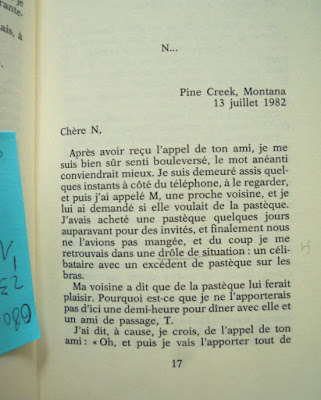 N...
Pine Creek, Montana
13 juillet 1982
Chère N,
Après avoir reçu l'appel de ton ami, je me
suis bien sûr senti bouleversé, le mot anéanti
conviendrait mieux. Je suis demeuré assis quel-
ques instants à côté du téléphone, à le regarder,
et puis j'ai appelé M, une proche voisine, et je
lui ai demandé si elle voulait de la pastèque.
J'avais acheté une pastèque quelques jours
auparavant pour des invités, et finalement nous
ne l'avions pas mangée, et du coup je me
retrouvais dans une drôle de situation : un céli-
bataire avec un excédent de pastèque sur les
bras.
Ma voisine a dit que de la pastèque lui ferait
plaisir. Pourquoi est-ce que je ne l'apporterais
pas d'ici une demi-heure pour dîner avec elle et
un ami de passage, T.
J'ai dit, à cause, je crois, de l'appel de ton
ami : « Oh, et puis je vais l'apporter tout de
17